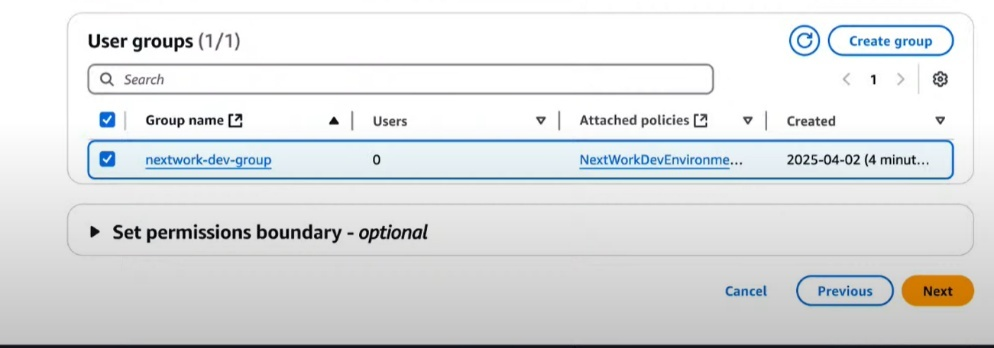 User groups (1/1)
Create group
Search
1
Group name
Users
Attached policies
Created
nextwork-dev-group
0
NextWorkDevEnvironme...
2025-04-02 (4 minut...
Set permissions boundary - optional
Cancel
Previous
Next